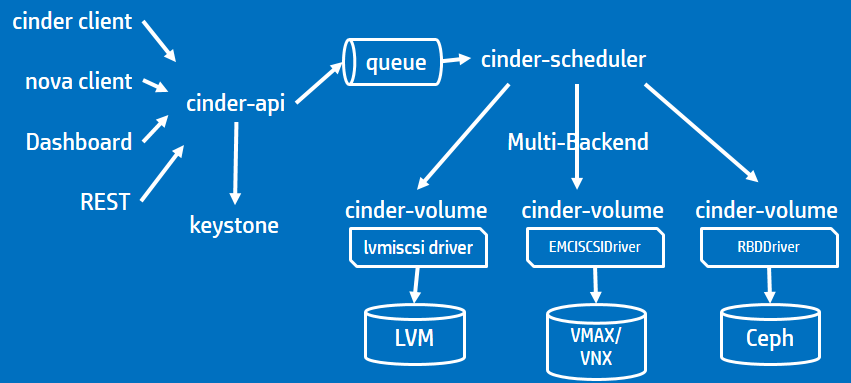 cinder client
nova client
Dashboard
REST
cinder-api
keystone
queue
cinder-scheduler
Multi-Backend
cinder-volume
lvmiscsi driver
LVM
cinder-volume
EMCISCSIDriver
VMAX/
VNX
cinder-volume
RBDDriver
Ceph